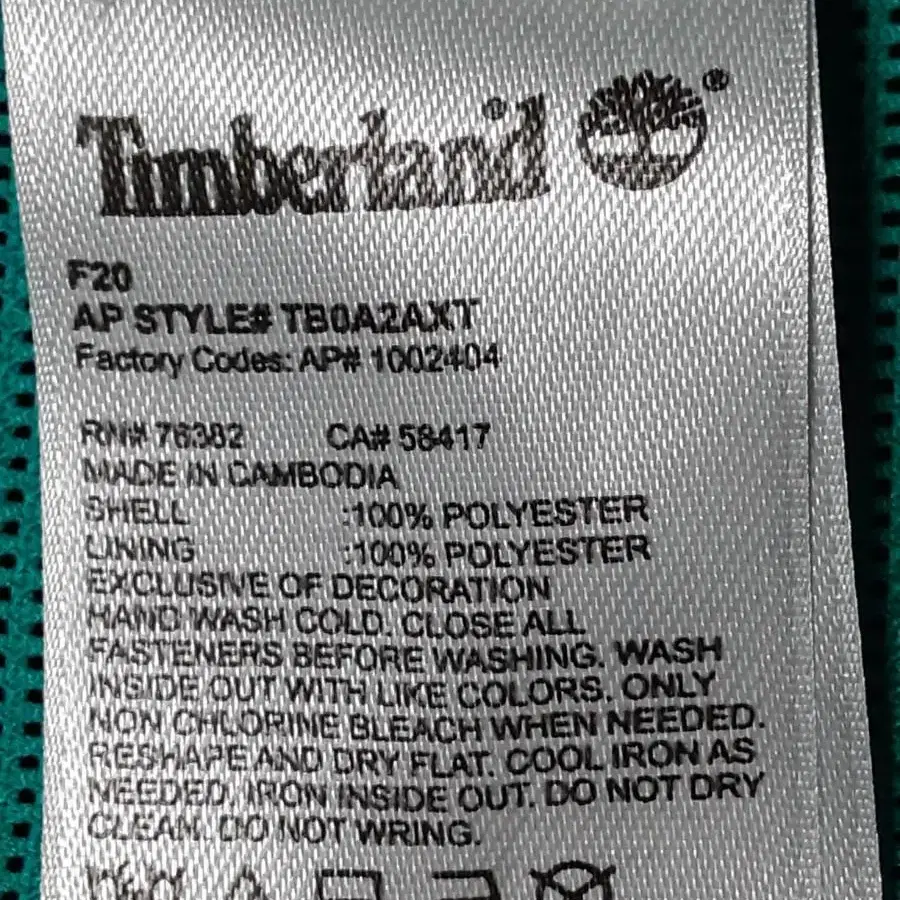 Timberland®
®
F20
AP STYLE# TB0A2AXT
Factory Codes: AP# 1002404
RN# 76382 CA# 58417
MADE IN CAMBODIA
SHELL :100% POLYESTER
LINING :100% POLYESTER
EXCLUSIVE OF DECORATION
HAND WASH COLD. CLOSE ALL
FASTENERS BEFORE WASHING. WASH
INSIDE OUT WITH LIKE COLORS. ONLY
NON CHLORINE BLEACH WHEN NEEDED.
RESHAPE AND DRY FLAT. COOL IRON AS
NEEDED. IRON INSIDE OUT. DO NOT DRY
CLEAN. DO NOT WRING.